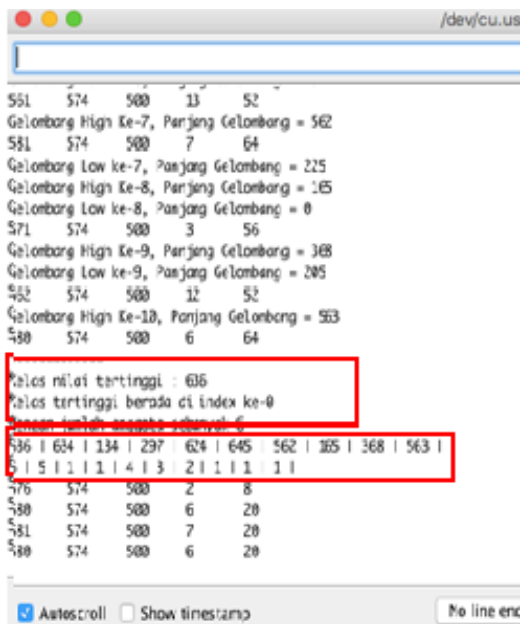 /dev/cu.us
561 574 500 13 52
Gelombang High Ke-7, Panjang Gelombang = 562
581 574 500 7 64
Gelombang Low ke-7, Panjang Gelombang = 225
Gelombang High Ke-8, Panjang Gelombang = 165
Gelombang Low ke-8, Panjang Gelombang = 0
571 574 500 3 56
Gelombang High Ke-9, Panjang Gelombang = 368
Gelombang Low ke-9, Panjang Gelombang = 205
562 574 500 12 52
Gelombang High Ke-10, Panjang Gelombang = 563
580 574 500 6 64
-------------
Kelas nilai tertinggi : 636
Kelas tertinggi berada di index ke-0
Dengan jumlah anggota sebanyak 6
| 634 | 134 | 297 | 624 | 645 | 562 | 165 | 368 | 563 |
| 5 | 1 | 1 | 4 | 3 | 2 | 1 | 1 | 1 |
576 574 500 2 8
580 574 500 6 20
581 574 500 7 20
580 574 500 6 20
Autoscroll Show timestamp No line end